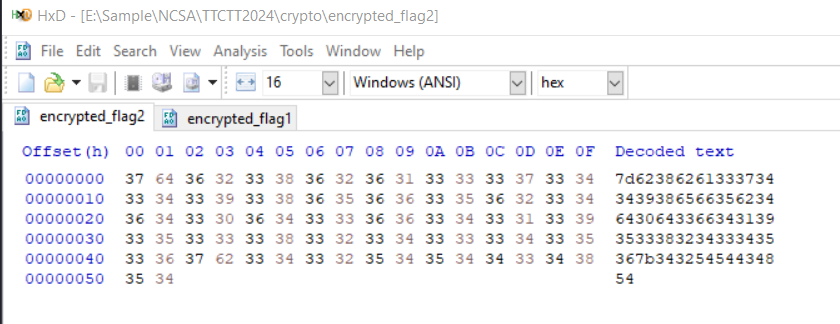 HxD - [E:\Sample\NCSA\TTCTT2024\crypto\encrypted_flag2]
File Edit Search View Analysis Tools Window Help
16 Windows (ANSI) hex
encrypted_flag2 encrypted_flag1
Offset(h) 00 01 02 03 04 05 06 07 08 09 0A 0B 0C 0D 0E 0F Decoded text
00000000 37 64 36 32 33 38 36 32 36 31 33 33 33 37 33 34 7d62386261333734
00000010 33 34 33 39 33 38 36 35 36 36 33 35 36 32 33 34 3439386566356234
00000020 36 34 33 30 36 34 33 33 36 36 33 34 33 31 33 39 6430643366343139
00000030 33 35 33 33 33 38 33 32 33 34 33 33 33 34 33 35 3533383234333435
00000040 33 36 37 62 33 34 33 32 35 34 35 34 34 33 34 38 367b343254544348
00000050 35 34 54